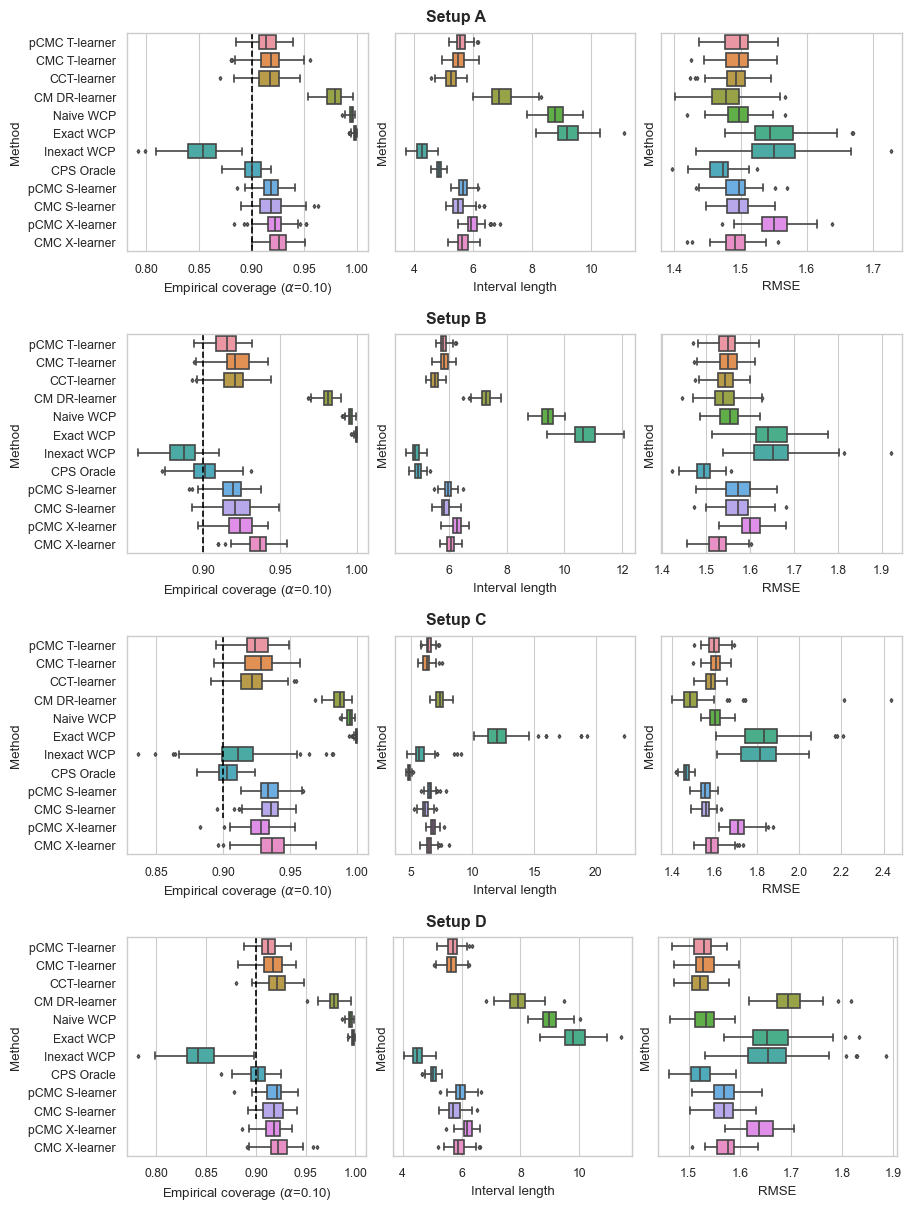 Setup A
pCMC T-learner
CMC T-learner
CCT-learner
CM DR-learner
Naive WCP
Exact WCP
Inexact WCP
CPS Oracle
pCMC S-learner
CMC S-learner
pCMC X-learner
CMC X-learner
Method
Method
Method
0.80 0.85 0.90 0.95 1.00
4 6 8 10
1.4 1.5 1.6 1.7
Empirical coverage (α=0.10)
Interval length
RMSE
Setup B
pCMC T-learner
CMC T-learner
CCT-learner
CM DR-learner
Naive WCP
Exact WCP
Inexact WCP
CPS Oracle
pCMC S-learner
CMC S-learner
pCMC X-learner
CMC X-learner
Method
Method
Method
0.90 0.95 1.00
6 8 10 12
1.4 1.5 1.6 1.7 1.8 1.9
Empirical coverage (α=0.10)
Interval length
RMSE
Setup C
pCMC T-learner
CMC T-learner
CCT-learner
CM DR-learner
Naive WCP
Exact WCP
Inexact WCP
CPS Oracle
pCMC S-learner
CMC S-learner
pCMC X-learner
CMC X-learner
Method
Method
Method
0.85 0.90 0.95 1.00
5 10 15 20
1.4 1.6 1.8 2.0 2.2 2.4
Empirical coverage (α=0.10)
Interval length
RMSE
Setup D
pCMC T-learner
CMC T-learner
CCT-learner
CM DR-learner
Naive WCP
Exact WCP
Inexact WCP
CPS Oracle
pCMC S-learner
CMC S-learner
pCMC X-learner
CMC X-learner
Method
Method
Method
0.80 0.85 0.90 0.95 1.00
4 6 8 10
1.5 1.6 1.7 1.8 1.9
Empirical coverage (α=0.10)
Interval length
RMSE